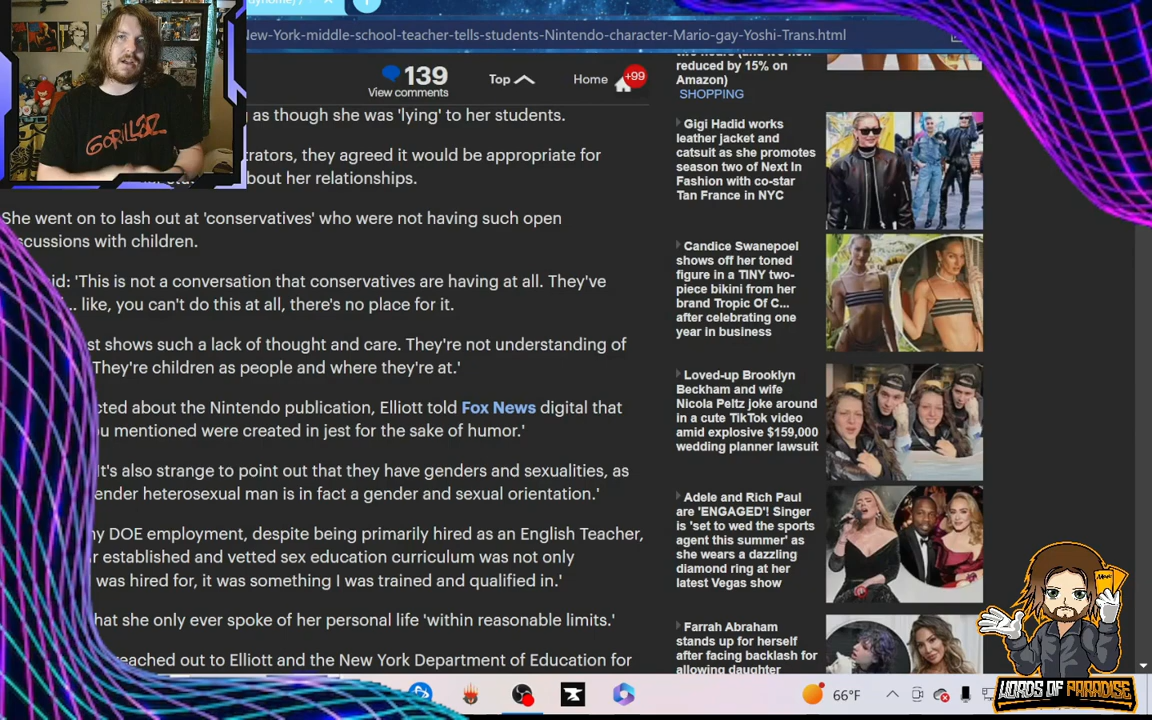 New-York-middle-school-teacher-tells-students-Nintendo-character-Mario-gay-Yoshi-Trans.html
139
View comments
Top
Home
+99
as though she was 'lying' to her students.
they agreed it would be appropriate for
about her relationships.
She went on to lash out at 'conservatives' who were not having such open
with children.
'This is not a conversation that conservatives are having at all. They've
like, you can't do this at all, there's no place for it.
shows such a lack of thought and care. They're not understanding of
They're children as people and where they're at.'
about the Nintendo publication, Elliott told Fox News digital that
mentioned were created in jest for the sake of humor.'
It's also strange to point out that they have genders and sexualities, as
heterosexual man is in fact a gender and sexual orientation.'
DOE employment, despite being primarily hired as an English Teacher,
established and vetted sex education curriculum was not only
was hired for, it was something I was trained and qualified in.'
that she only ever spoke of her personal life 'within reasonable limits.'
reached out to Elliott and the New York Department of Education for
reduced by 15% on
Amazon)
SHOPPING
Gigi Hadid works
leather jacket and
catsuit as she promotes
season two of Next In
Fashion with co-star
Tan France in NYC
Candice Swanepoel
shows off her toned
figure in a TINY two-
piece bikini from her
brand Tropic Of C...
after celebrating one
year in business
Loved-up Brooklyn
Beckham and wife
Nicola Peltz joke around
in a cute TikTok video
amid explosive $159,000
wedding planner lawsuit
Adele and Rich Paul
are 'ENGAGED'! Singer
is 'set to wed the sports
agent this summer' as
she wears a dazzling
diamond ring at her
latest Vegas show
Farrah Abraham
stands up for herself
after facing backlash for
allowing daughter
GORILLAZ
66°F
WORDS OF PARADISE